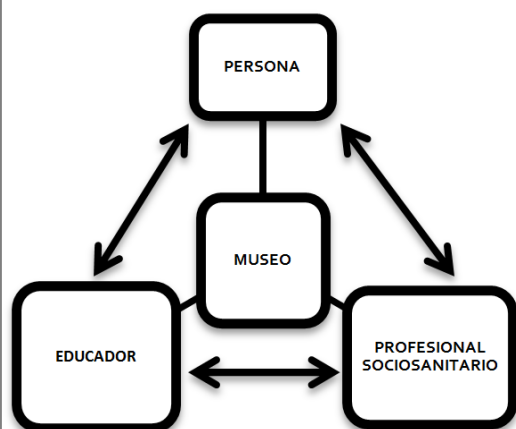 PERSONA
MUSEO
EDUCADOR
PROFESIONAL
SOCIOSANITARIO